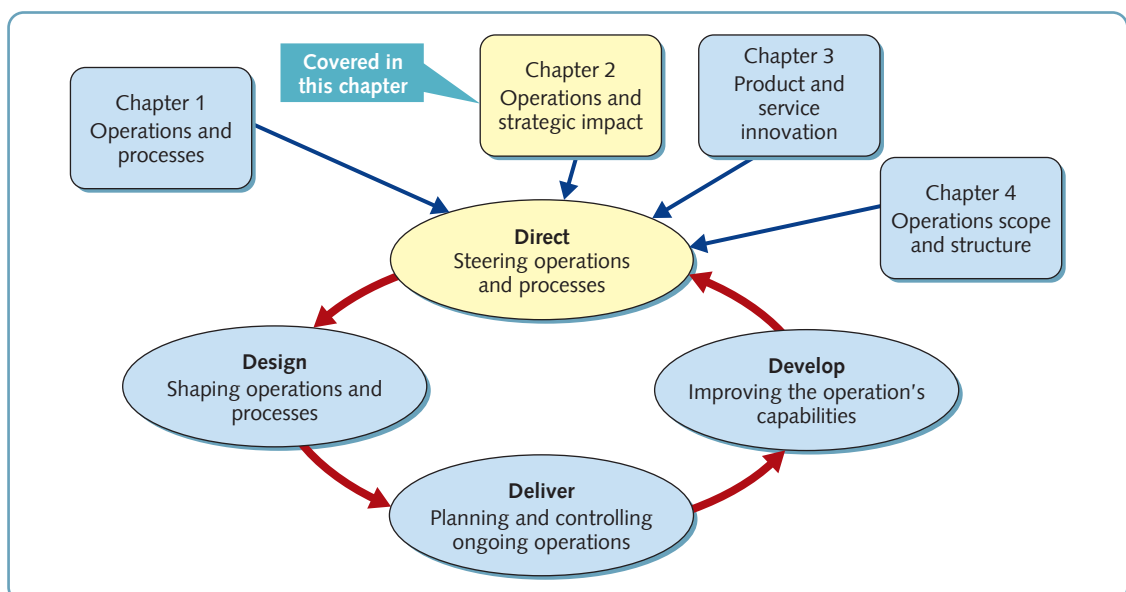 Chapter 1
Operations and
processes
Covered in
this chapter
Chapter 2
Operations and
strategic impact
Chapter 3
Product and
service
innovation
Chapter 4
Operations scope
and structure
Direct
Steering operations
and processes
Design
Shaping operations and
processes
Develop
Improving the operation's
capabilities
Deliver
Planning and controlling
ongoing operations